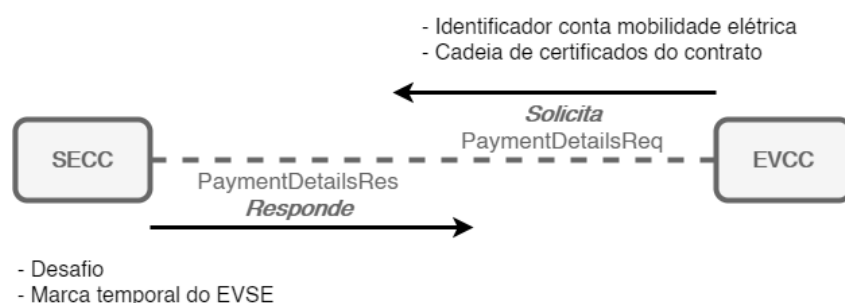 - Identificador conta mobilidade elétrica
- Cadeia de certificados do contrato
Solicita
PaymentDetailsReq
SECC
EVCC
PaymentDetailsRes
Responde
- Desafio
- Marca temporal do EVSE